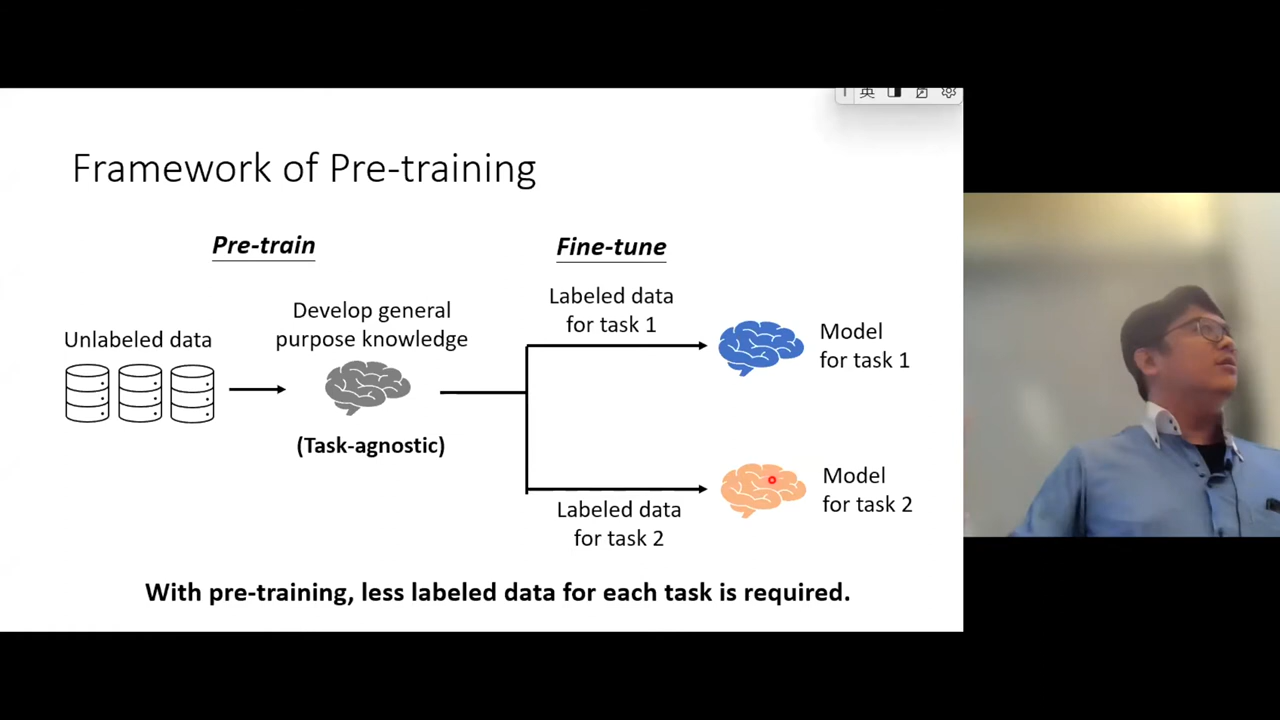 英
Framework of Pre-training
Pre-train
Fine-tune
Unlabeled data
Develop general
purpose knowledge
(Task-agnostic)
Labeled data
for task 1
Model
for task 1
Labeled data
for task 2
Model
for task 2
With pre-training, less labeled data for each task is required.